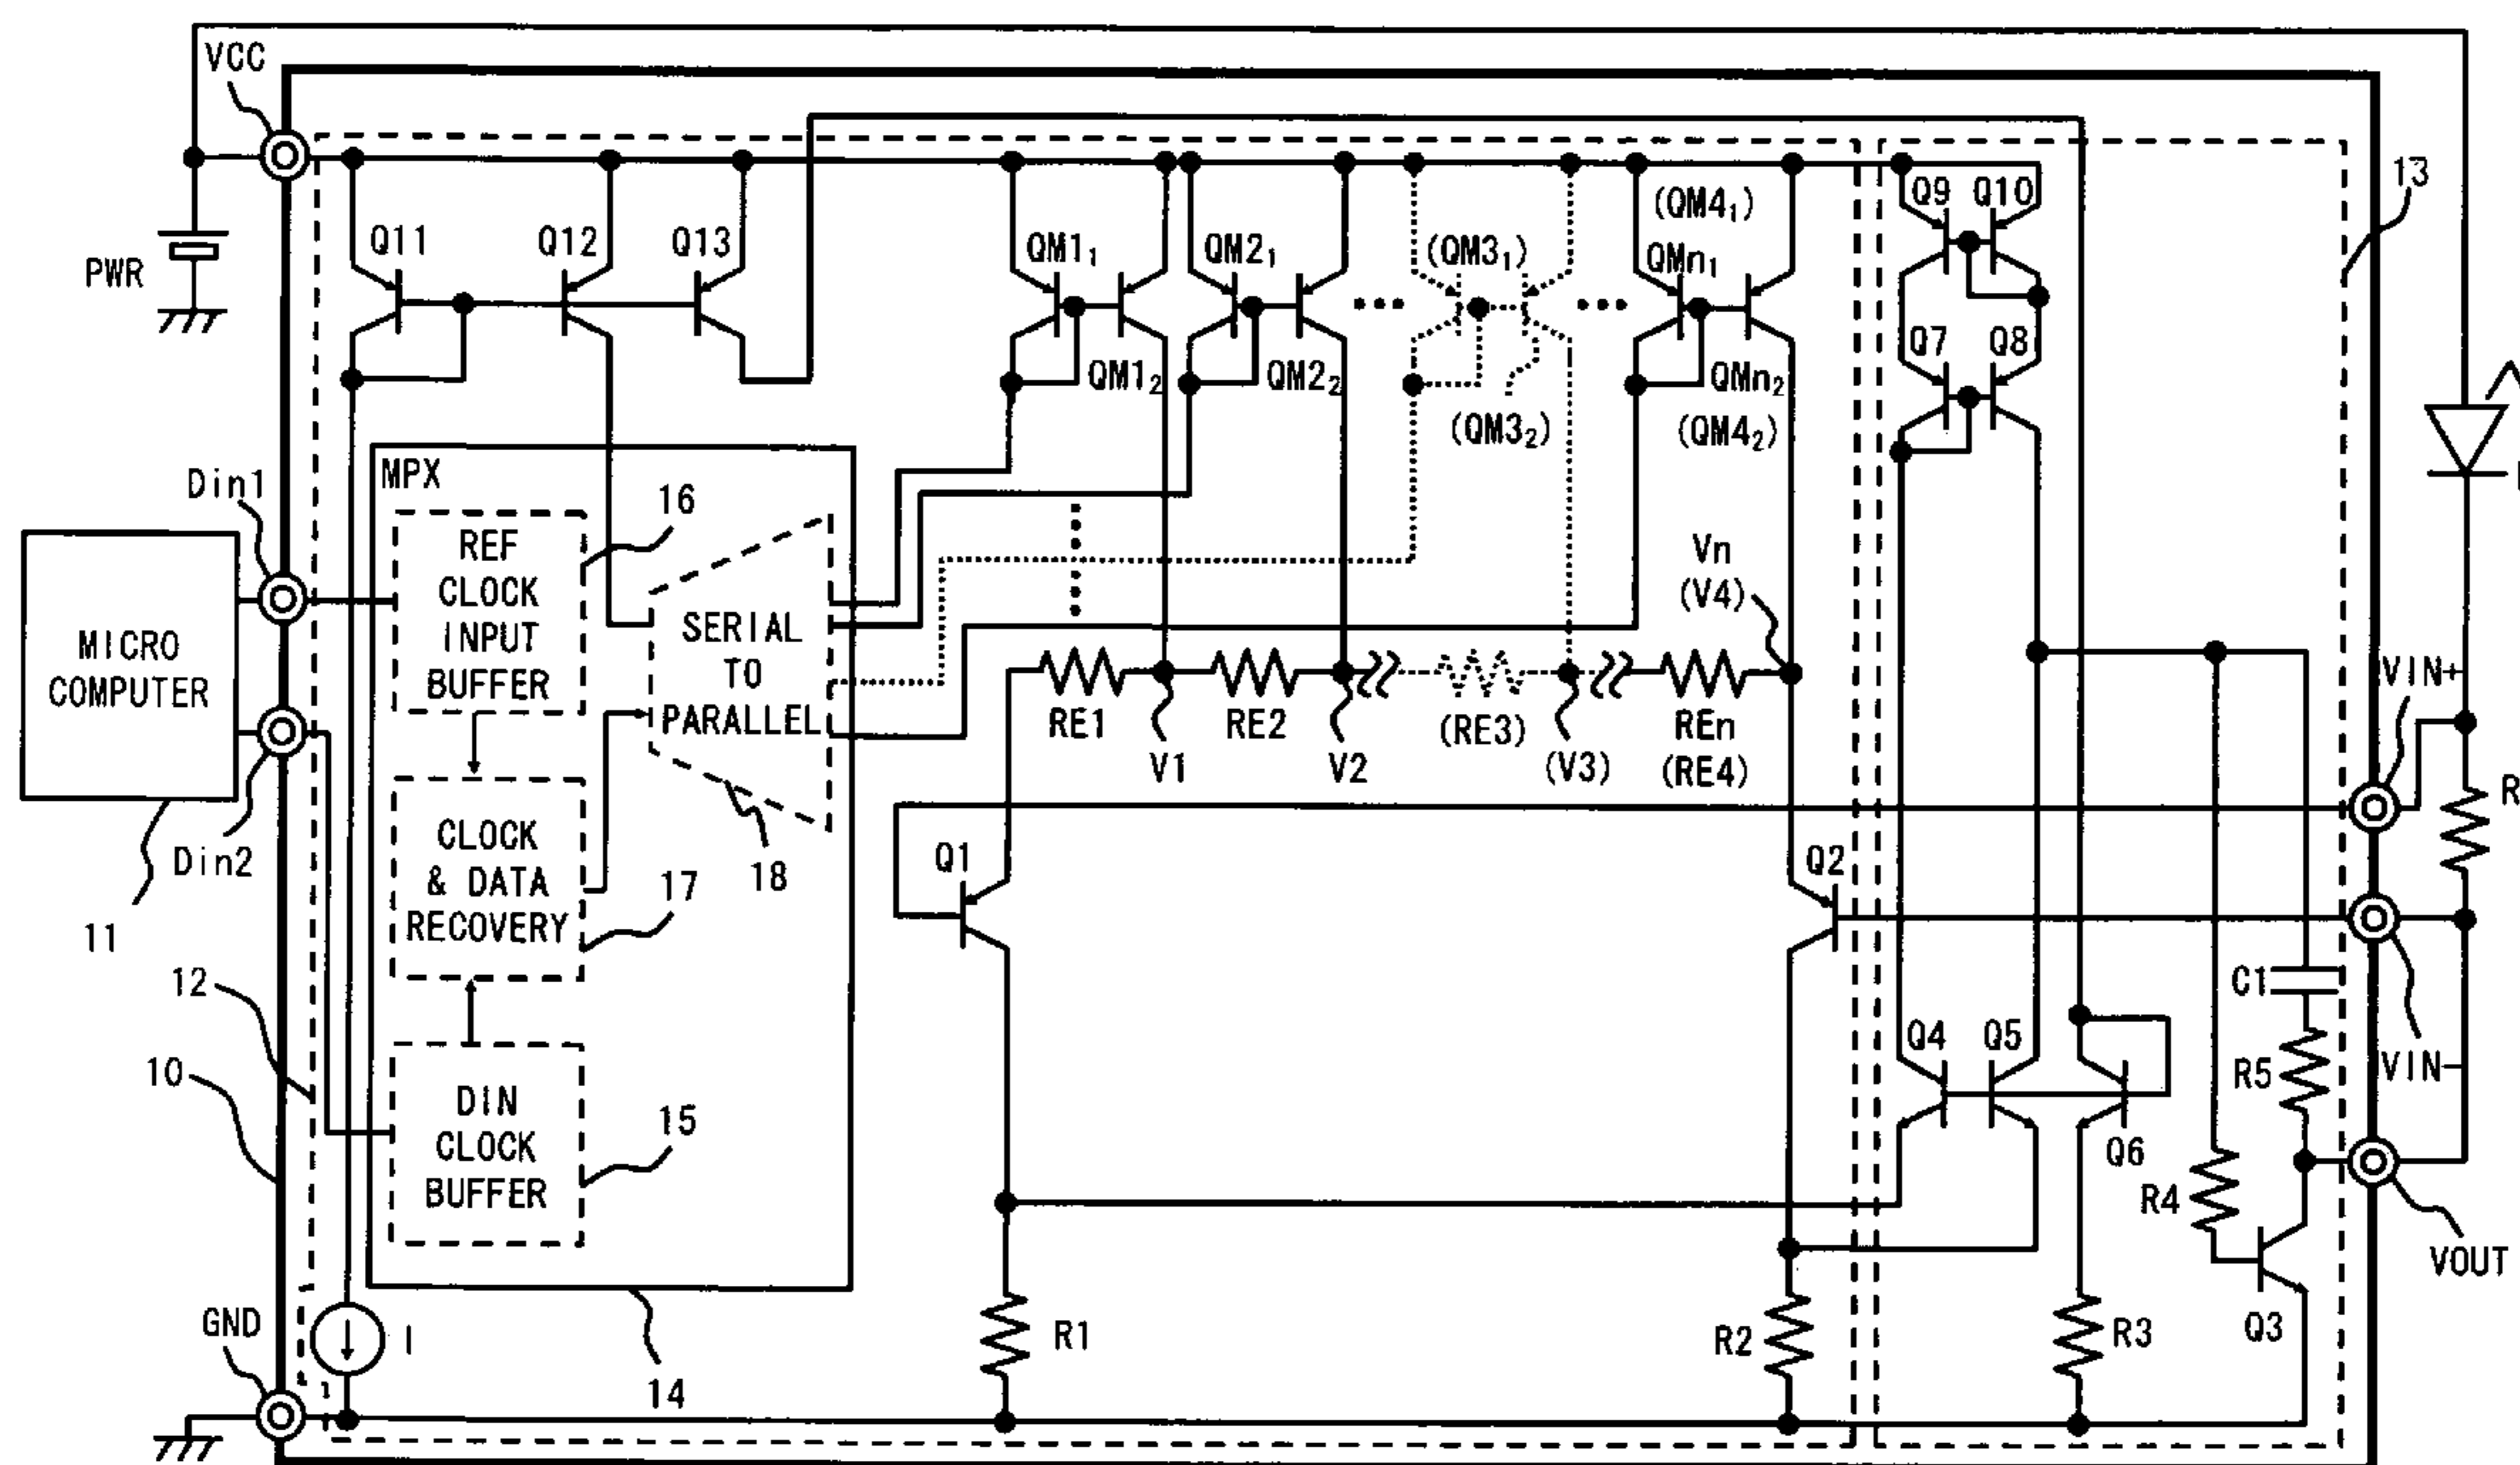 VCC
13
Q9 Q10
(QM4₁)
Q11
Q12
Q13
QM1₁
QM2₁
(QM3₁)
QMn₁
PWR
Q7 Q8
QM1₂
QM2₂
QMn₂
(QM3₂)
(QM4₂)
MPX
Din1
16
REF
CLOCK
INPUT
BUFFER
SERIAL
TO
PARALLEL
Vn
(V4)
MICRO
COMPUTER
VIN+
RE1
RE2
(RE3)
REn
(RE4)
V1
V2
(V3)
R
Din2
CLOCK
& DATA
RECOVERY
18
17
Q1
Q2
11
12
C1
10
Q4
Q5
R5
VIN-
DIN
CLOCK
BUFFER
15
Q6
R4
VOUT
GND
I
R1
R2
R3
Q3
14